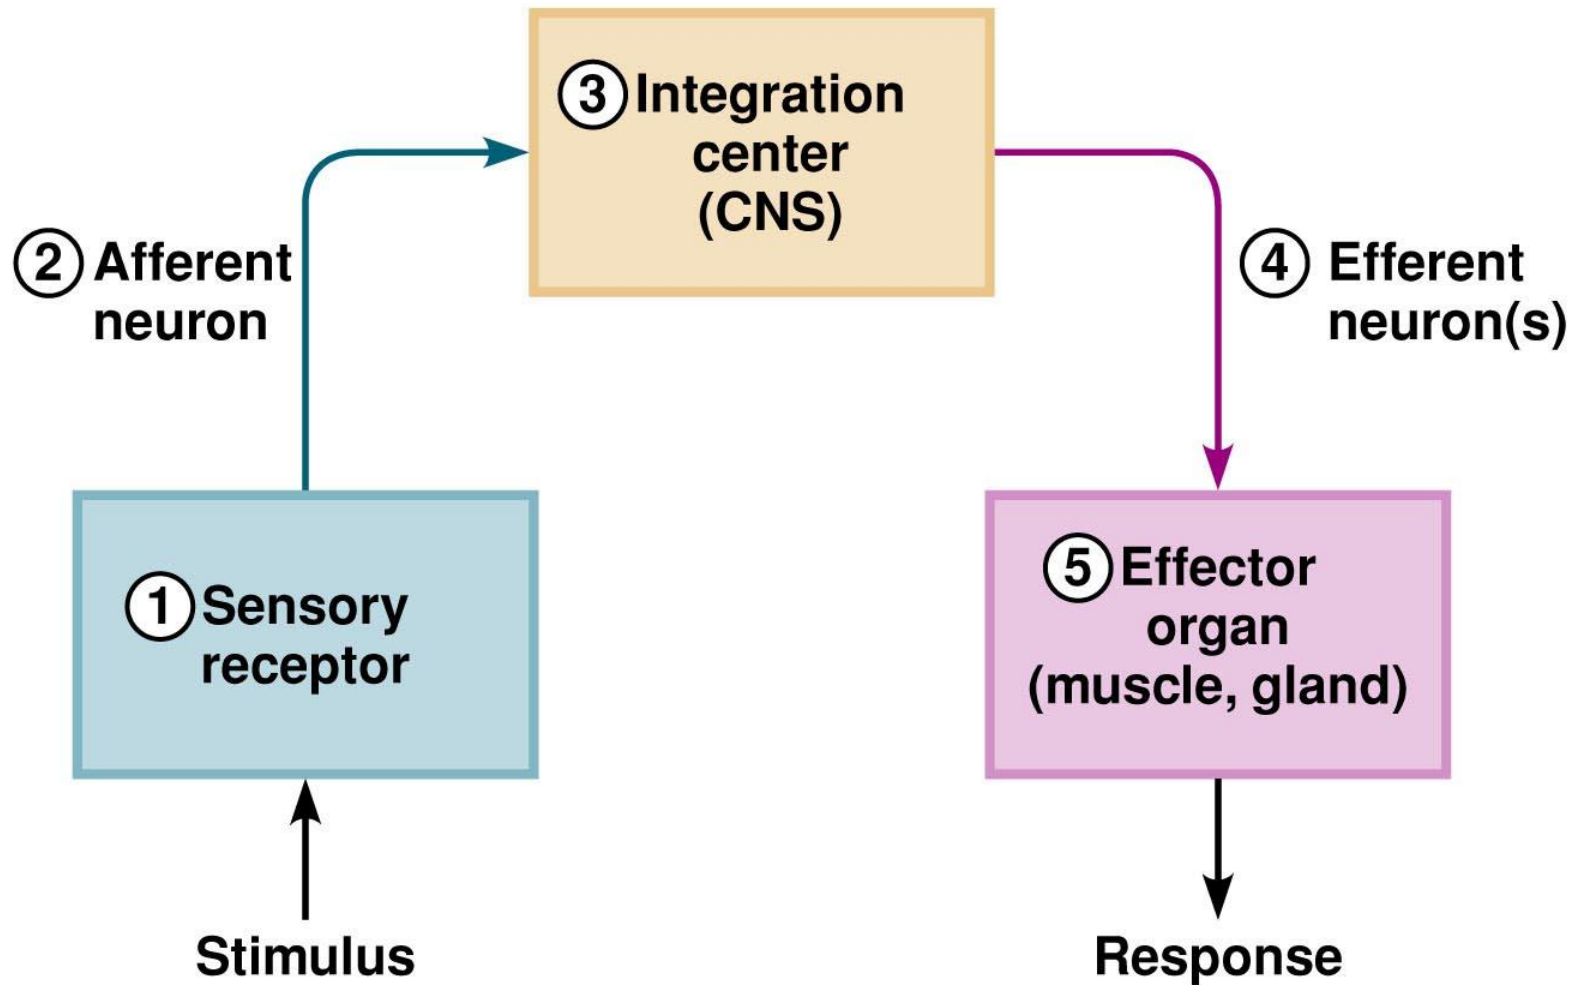 ③ Integration
center
(CNS)
② Afferent
neuron
④ Efferent
neuron(s)
① Sensory
receptor
⑤ Effector
organ
(muscle, gland)
Stimulus
Response